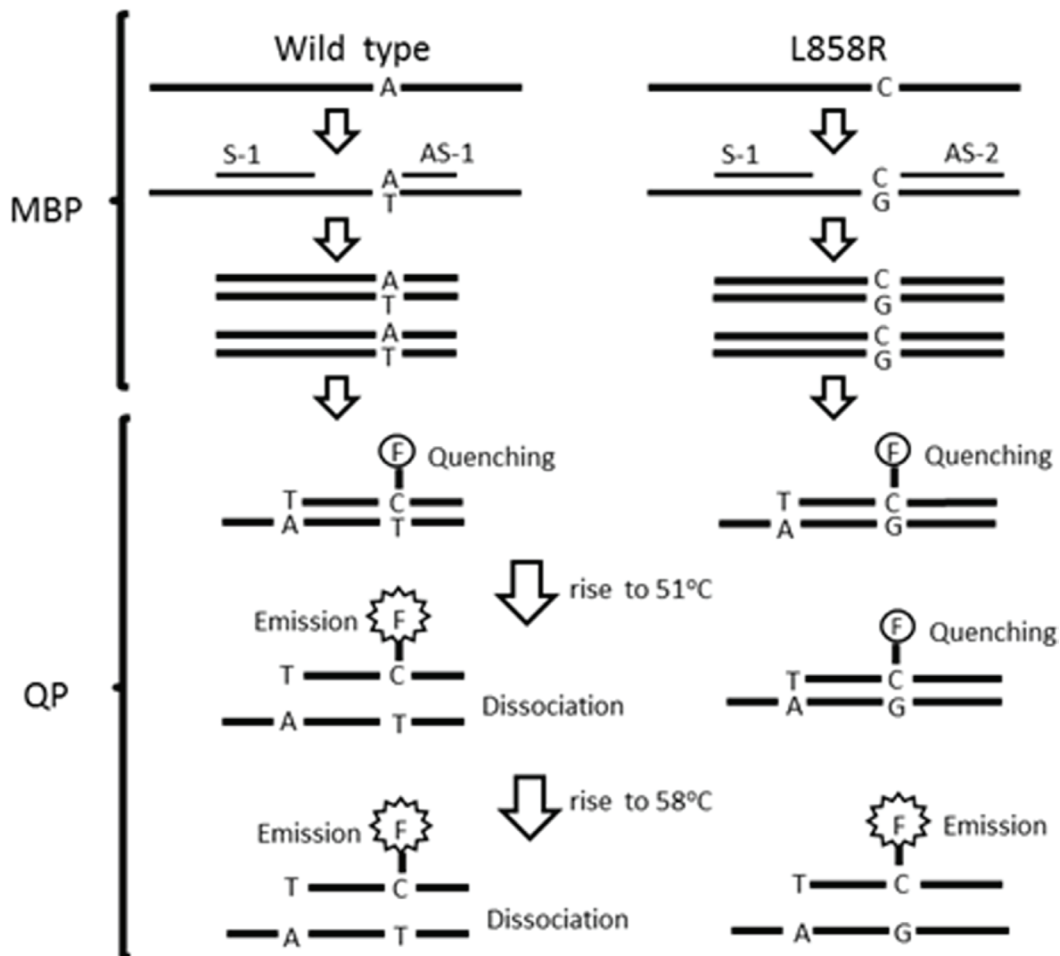 Wild type L858R
A C
S-1 AS-1 S-1 AS-2
A C
T G
MBP
A C
T G
A C
T G
F Quenching F Quenching
T C T C
A T A G
rise to 51°C
Emission F F Quenching
T C T C
A T Dissociation A G
QP
rise to 58°C
Emission F F Emission
T C T C
A T Dissociation A G